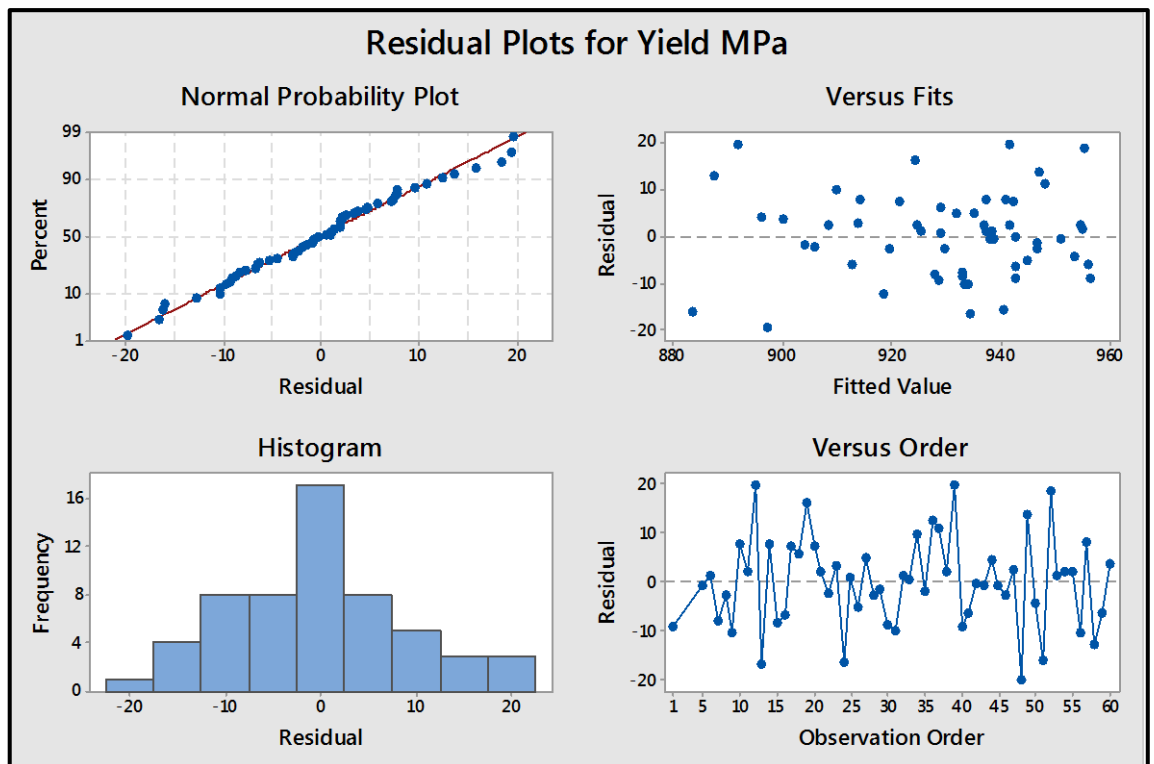 Residual Plots for Yield MPa
Normal Probability Plot
99
90
50
10
1
Percent
-20 -10 0 10 20
Residual
Versus Fits
20
10
0
-10
-20
Residual
880 900 920 940 960
Fitted Value
Histogram
16
12
8
4
0
Frequency
-20 -10 0 10 20
Residual
Versus Order
20
10
0
-10
-20
Residual
1 5 10 15 20 25 30 35 40 45 50 55 60
Observation Order